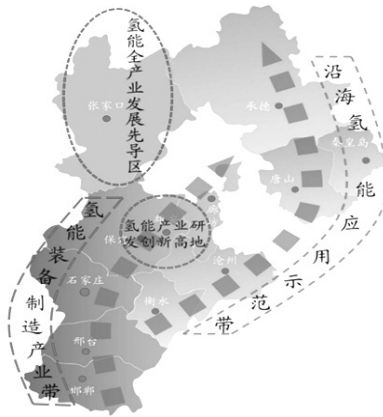 氢能全产业发展先导区
张家口
承德
沿海氢能应用示范带
秦皇岛
唐山
氢能产业研
发创新高地
保
沧州
氢能装备制造产业带
石家庄
衡水
邢台
邯郸